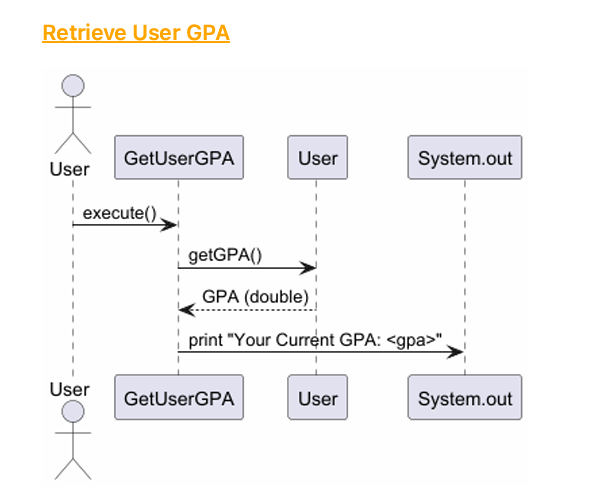 Retrieve User GPA
User
GetUserGPA
User
System.out
execute()
getGPA()
GPA (double)
print "Your Current GPA: <gpa>"
User
GetUserGPA
User
System.out